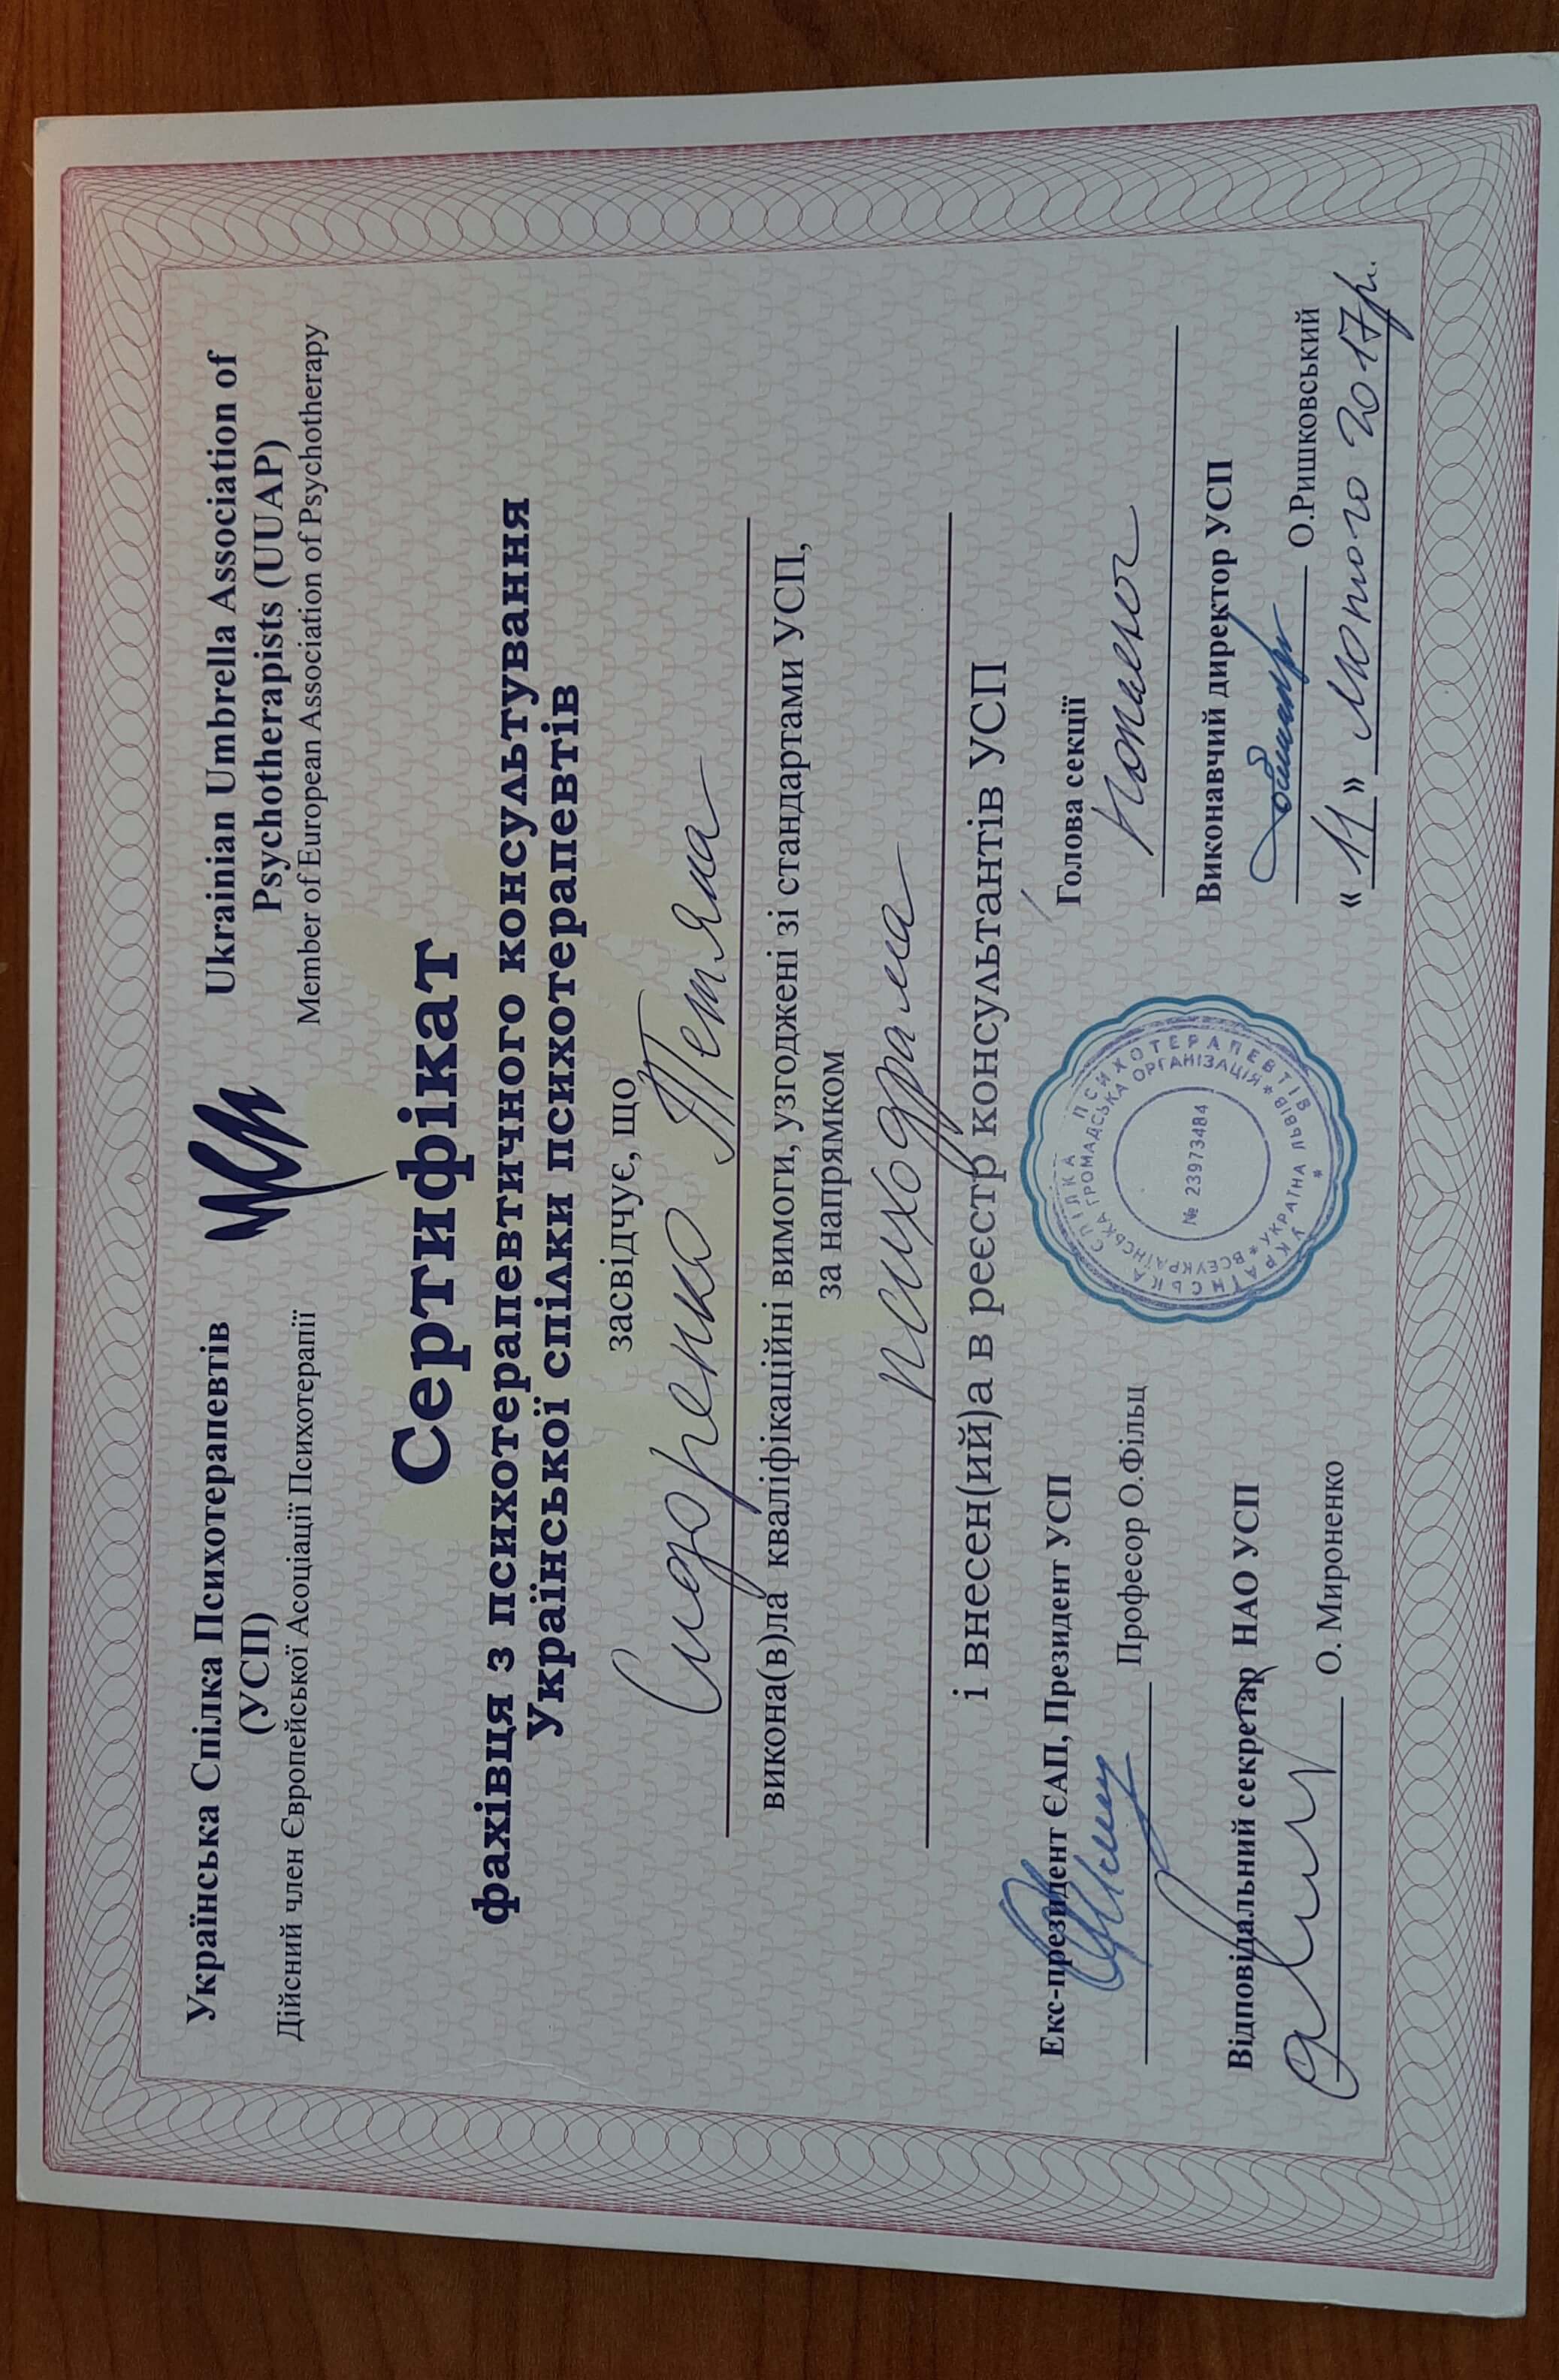 Українська Спілка Психотерапевтів
(УСП)
Дійсний член Європейської Асоціації Психотерапії
Ukrainian Umbrella Association of
Psychotherapists (UUAP)
Member of European Association of Psychotherapy
Сертифікат
фахівця з психотерапевтичного консультування
Української спілки психотерапевтів
засвідчує, що
Сидоренко Тетяна
викона(в)ла кваліфікаційні вимоги, узгоджені зі стандартами УСП,
за напрямком
психодрама
і внесен(ий)а в реєстр консультантів УСП
Екс-президент ЄАП, Президент УСП
Професор О.Фільц
Відповідальний секретар НАО УСП
О. Мироненко
УКРАЇНСЬКА СПІЛКА ПСИХОТЕРАПЕВТІВ
ВСЕУКРАЇНСЬКА ГРОМАДСЬКА ОРГАНІЗАЦІЯ
* УКРАЇНА ЛЬВІВ *
№ 23973484
Голова секції
Виконавчий директор УСП
О.Ришковський
« 11 » лютого 2017р.